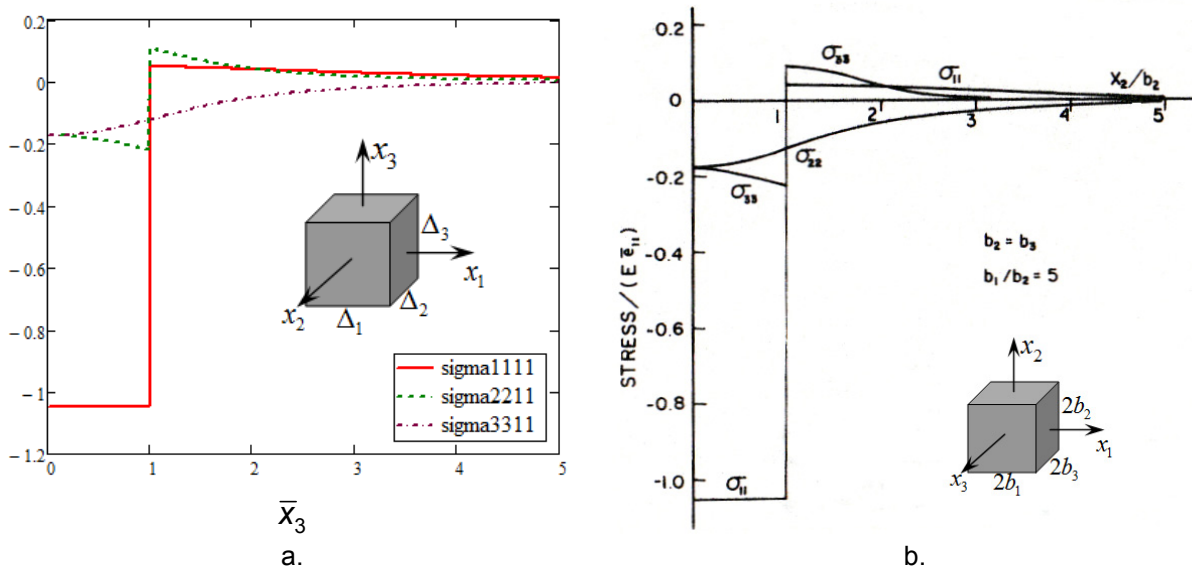 0.2
0
− 0.2
− 0.4
− 0.6
− 0.8
− 1
− 1.2
0 1 2 3 4 5
x̅₃
x₃
Δ₃
x₁
x₂
Δ₁
Δ₂
sigma1111
sigma2211
sigma3311
a.
0.2
0
-0.2
-0.4
-0.6
-0.8
-1.0
STRESS/(E ε̅₁₁)
σ₃₃
σ₁₁
x₂/b₂
1 2 3 4 5
σ₂₂
σ₃₃
b₂ = b₃
b₁/b₂ = 5
x₂
2b₂
x₁
x₃
2b₁
2b₃
σ₁₁
b.